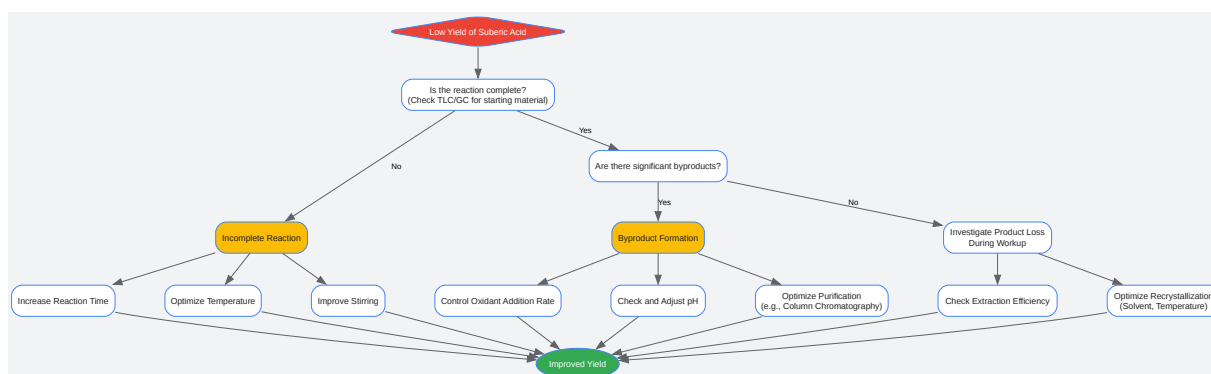 Low Yield of Suberic Acid
Is the reaction complete?
(Check TLC/GC for starting material)
Yes
Are there significant byproducts?
No
Yes
No
Incomplete Reaction
Byproduct Formation
Investigate Product Loss
During Workup
Increase Reaction Time
Optimize Temperature
Improve Stirring
Control Oxidant Addition Rate
Check and Adjust pH
Optimize Purification
(e.g., Column Chromatography)
Check Extraction Efficiency
Optimize Recrystallization
(Solvent, Temperature)
Improved Yield